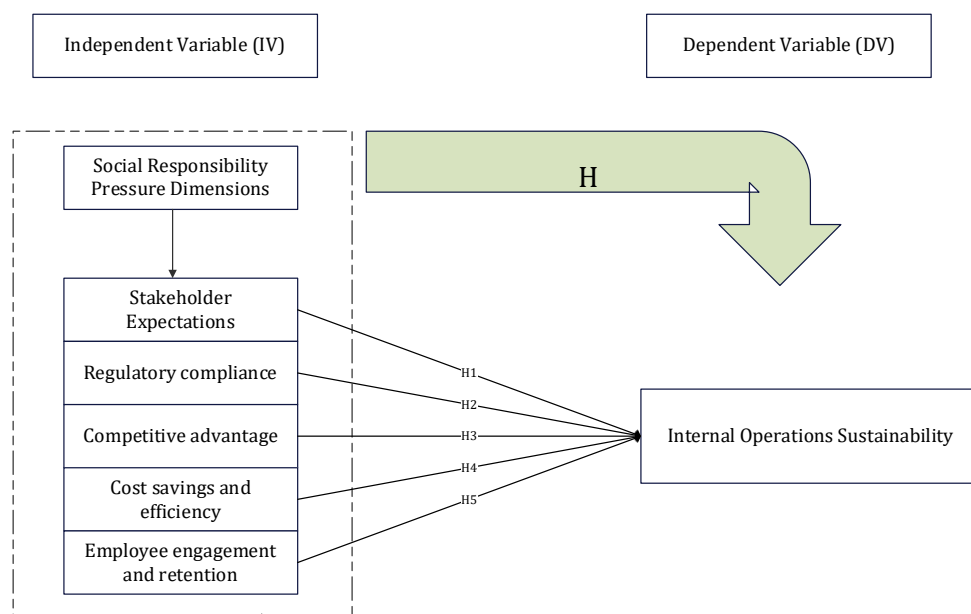 Independent Variable (IV)
Dependent Variable (DV)
Social Responsibility
Pressure Dimensions
H
Stakeholder
Expectations
Regulatory compliance
Competitive advantage
Cost savings and
efficiency
Employee engagement
and retention
H1
H2
H3
H4
H5
Internal Operations Sustainability